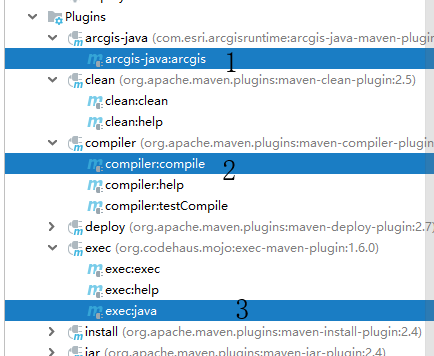 Plugins
arcgis-java (com.esri.arcgisruntime:arcgis-java-maven-plugin
arcgis-java:arcgis 1
clean (org.apache.maven.plugins:maven-clean-plugin:2.5)
clean:clean
clean:help
compiler (org.apache.maven.plugins:maven-compiler-plugin
compiler:compile 2
compiler:help
compiler:testCompile
deploy (org.apache.maven.plugins:maven-deploy-plugin:2.7)
exec (org.codehaus.mojo:exec-maven-plugin:1.6.0)
exec:exec
exec:help
exec:java 3
install (org.apache.maven.plugins:maven-install-plugin:2.4)
jar (org.apache.maven.plugins:maven-jar-plugin:2.4)